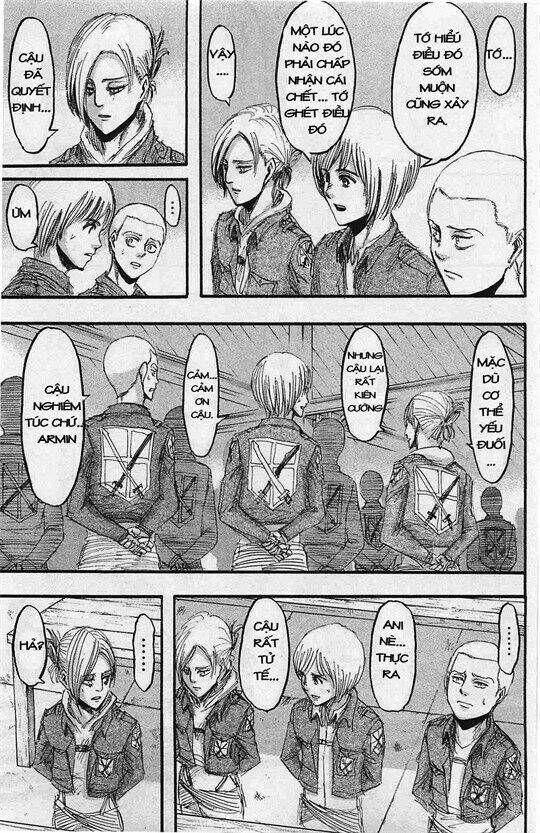 TỚ...
TỚ HIỂU
ĐIỀU ĐÓ
SỚM
MUỘN
CŨNG XẢY
RA.
MỘT LÚC
NÀO ĐÓ
PHẢI CHẤP
NHẬN CÁI
CHẾT... TỚ
GHÉT ĐIỀU
ĐÓ
VẬY
....
CẬU
ĐÃ
QUYẾT
ĐỊNH...
...
ỪM
MẶC
DÙ CƠ
THỂ
YẾU
ĐUỐI
...
NHƯNG
CẬU LẠI
RẤT
KIÊN
CƯỜNG
CẢM...
CẢM
ƠN
CẬU.
CẬU
NGHIÊM
TÚC CHỨ...
ARMIN
ANI
NÈ... THỰC
RA
CẬU
RẤT
TỬ
TẾ...
......
HẢ?